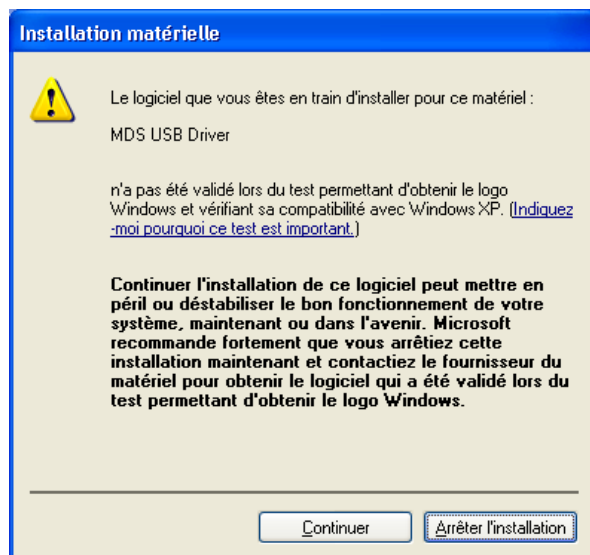 Installation matérielle
Le logiciel que vous êtes en train d'installer pour ce matériel :
MDS USB Driver
n'a pas été validé lors du test permettant d'obtenir le logo
Windows et vérifiant sa compatibilité avec Windows XP. (Indiquez
-moi pourquoi ce test est important.)
Continuer l'installation de ce logiciel peut mettre en
péril ou déstabiliser le bon fonctionnement de votre
système, maintenant ou dans l'avenir. Microsoft
recommande fortement que vous arrêtiez cette
installation maintenant et contactiez le fournisseur du
matériel pour obtenir le logiciel qui a été validé lors du
test permettant d'obtenir le logo Windows.
Continuer
Arrêter l'installation